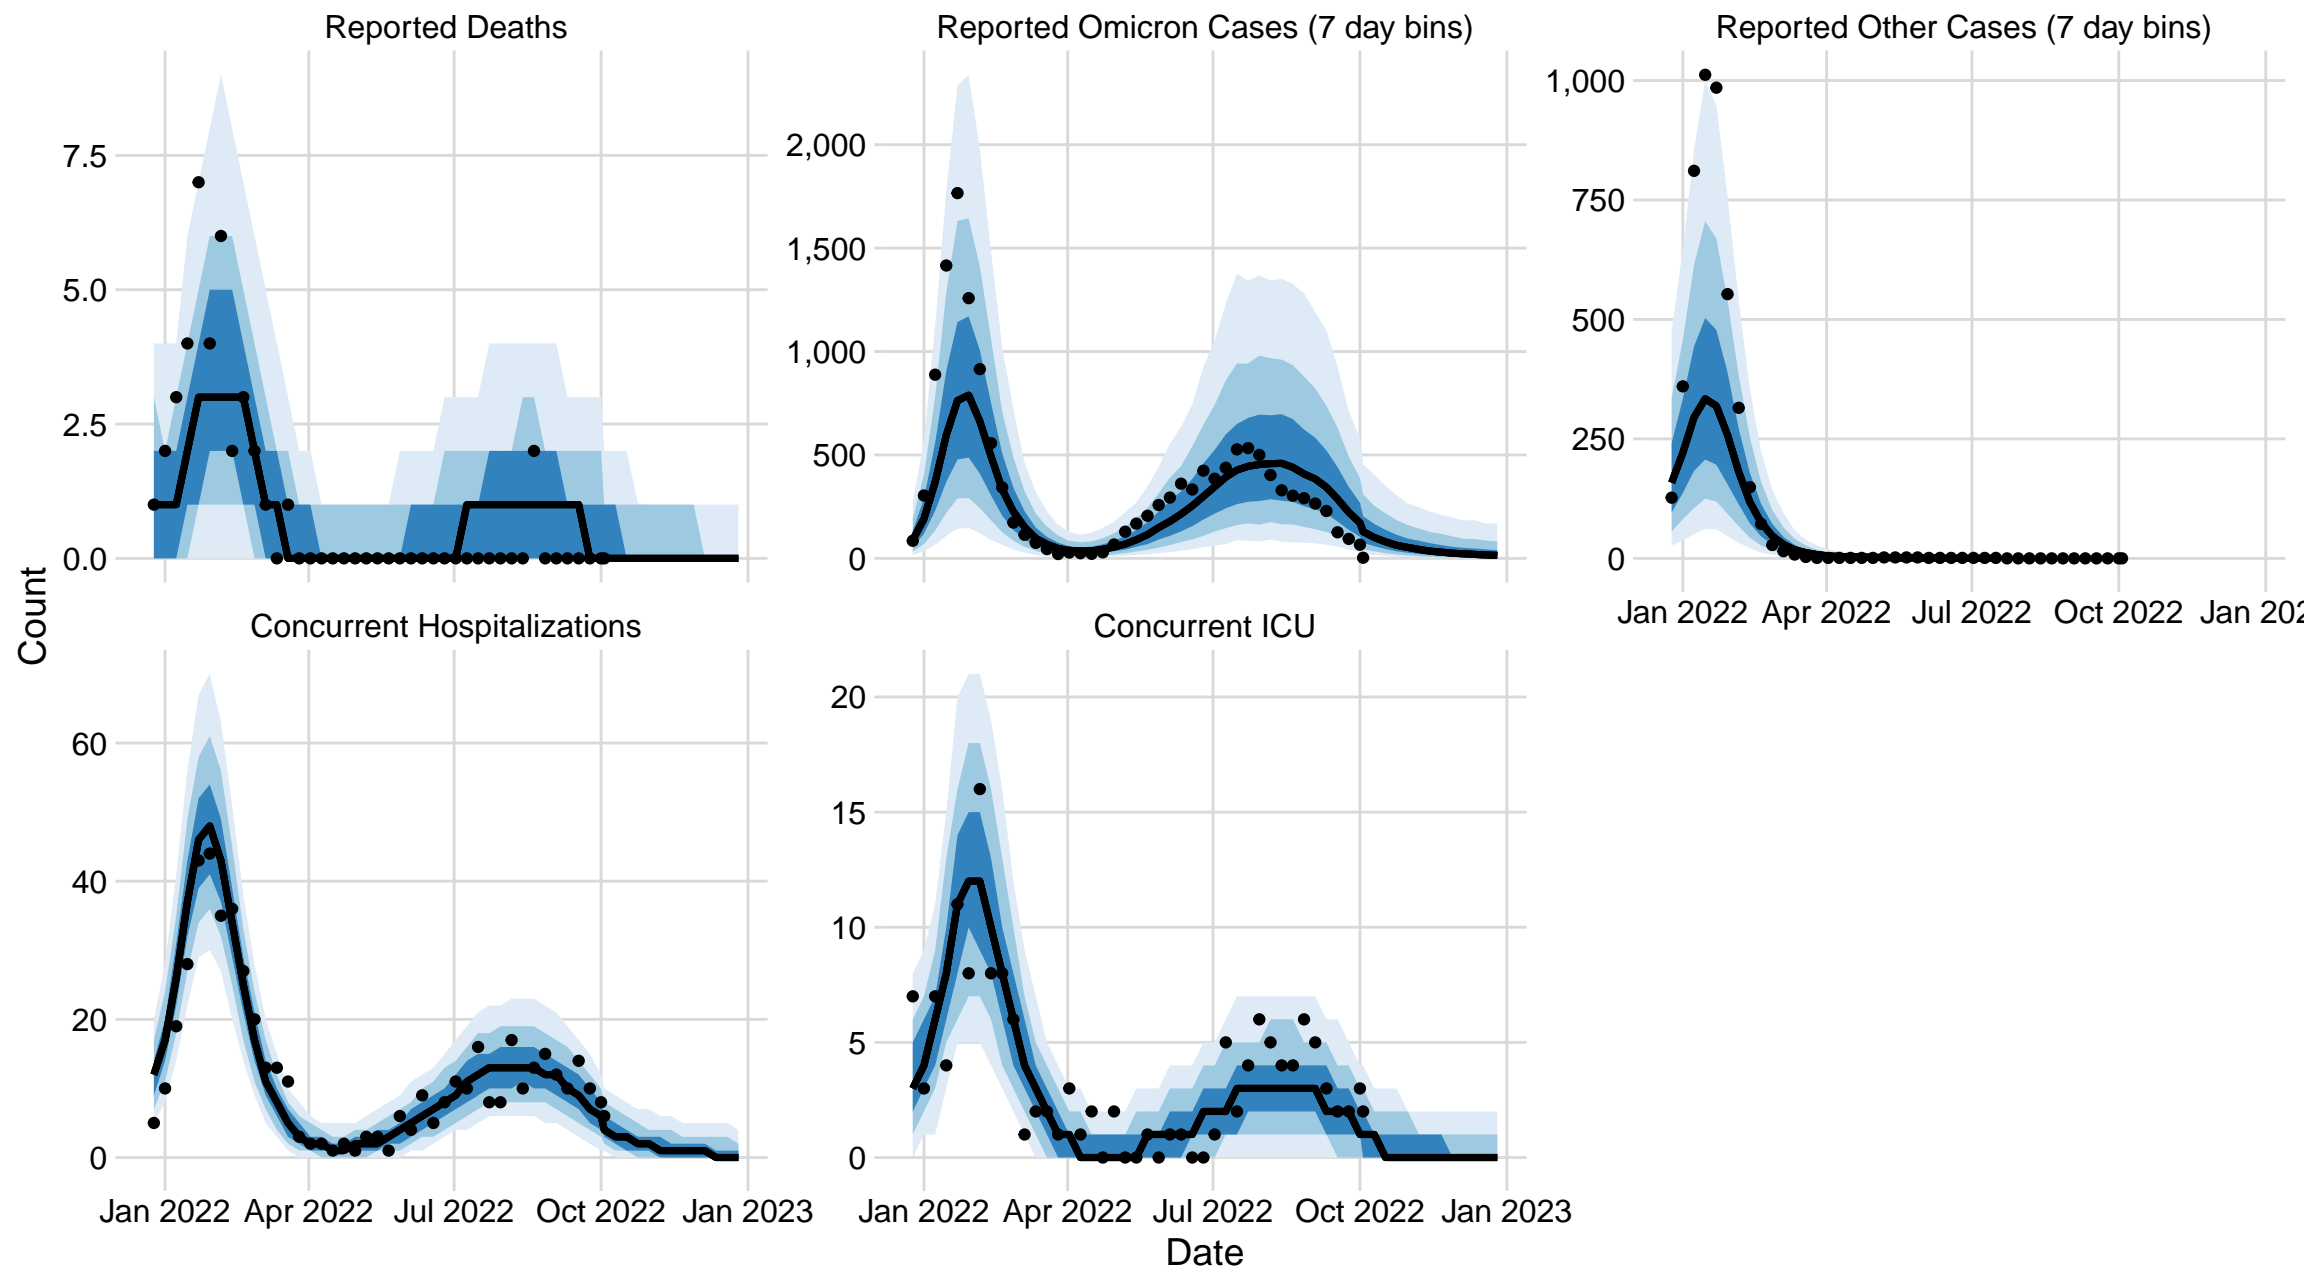 Reported Deaths
Reported Omicron Cases (7 day bins)
Reported Other Cases (7 day bins)
7.5
5.0
2.5
0.0
2,000
1,500
1,000
500
0
1,000
750
500
250
0
Jan 2022 Apr 2022 Jul 2022 Oct 2022 Jan 202
Count
Concurrent Hospitalizations
Concurrent ICU
60
40
20
0
20
15
10
5
0
Jan 2022 Apr 2022 Jul 2022 Oct 2022 Jan 2023
Jan 2022 Apr 2022 Jul 2022 Oct 2022 Jan 2023
Date